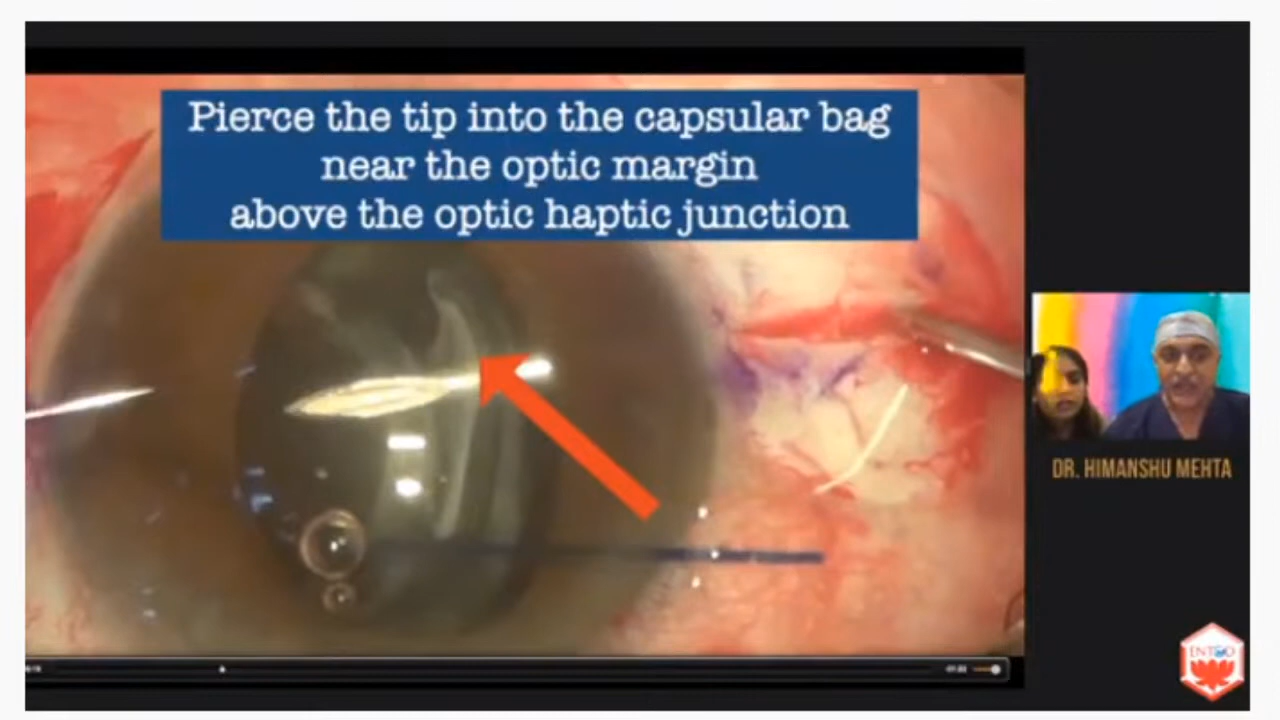 Pierce the tip into the capsular bag
near the optic margin
above the optic haptic junction
DR. HIMANSHU MEHTA